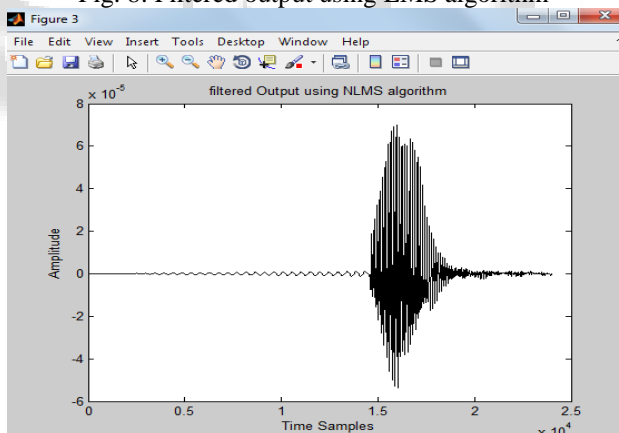 Fig. 8. Filtered output using LMS algorithm
Figure 3
File Edit View Insert Tools Desktop Window Help
× 10^-5
filtered Output using NLMS algorithm
8
6
4
2
0
-2
-4
-6
Amplitude
0 0.5 1 1.5 2 2.5
Time Samples
× 10^4